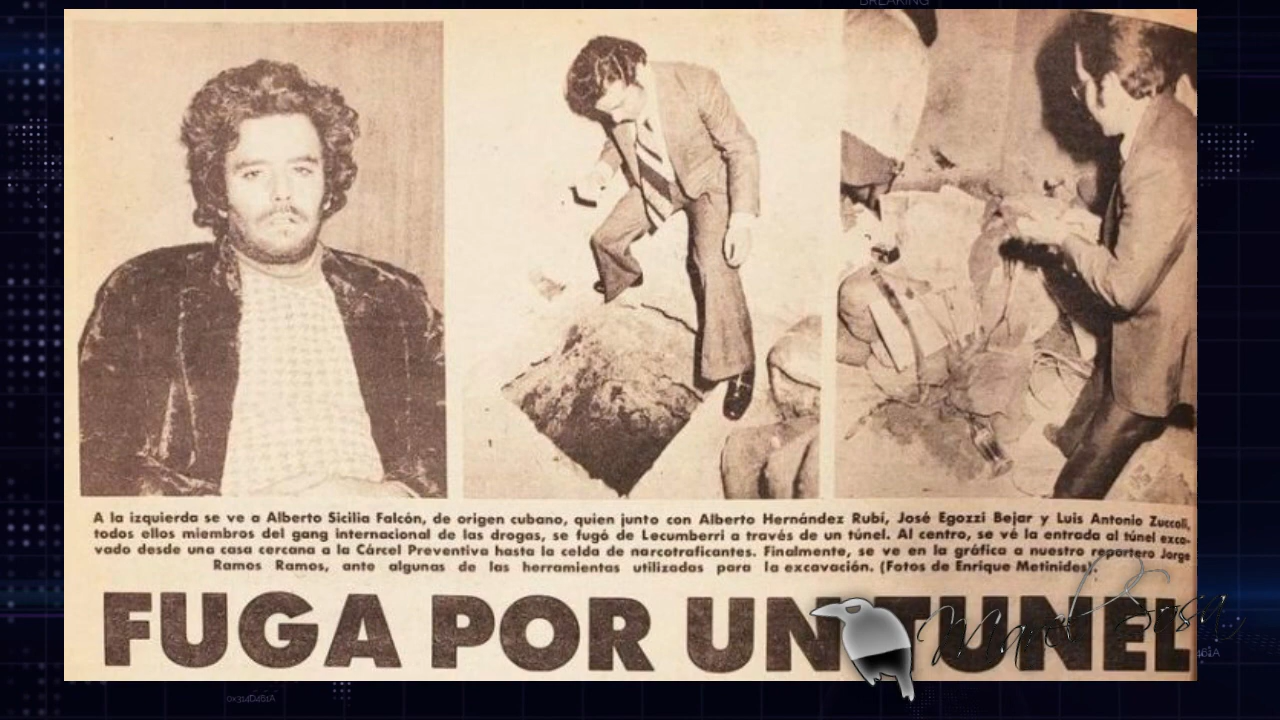 BREAKING
A la izquierda se ve a Alberto Sicilia Falcón, de origen cubano, quien junto con Alberto Hernández Rubí, José Egozzi Bejar y Luis Antonio Zuccoli,
todos ellos miembros del gang internacional de las drogas, se fugó de Lecumberri a través de un túnel. Al centro, se vé la entrada al túnel exca-
vado desde una casa cercana a la Cárcel Preventiva hasta la celda de narcotraficantes. Finalmente, se ve en la gráfica a nuestro reportero Jorge
Ramos Ramos, ante algunas de las herramientas utilizadas para la excavación. (Fotos de Enrique Metinides).
FUGA POR UN TUNEL
0x314D461A